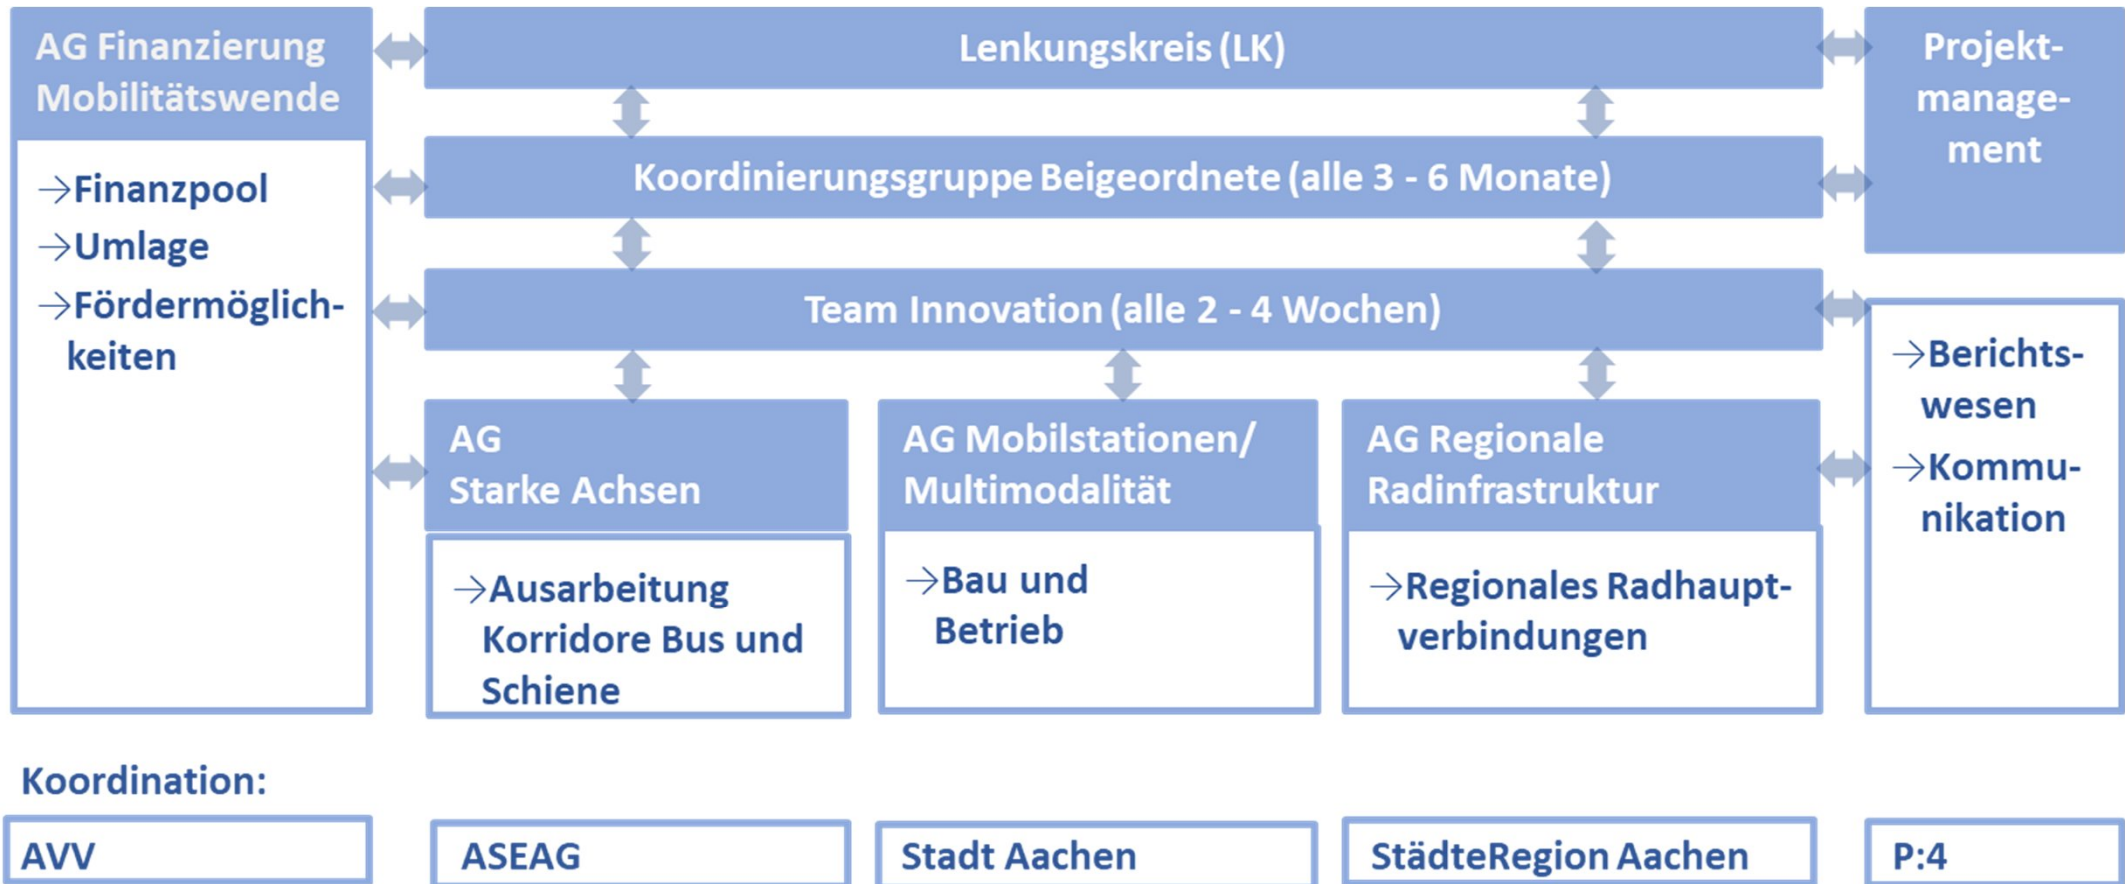 AG Finanzierung
Mobilitätswende
→Finanzpool
→Umlage
→Fördermöglich-
keiten
Lenkungskreis (LK)
Koordinierungsgruppe Beigeordnete (alle 3 - 6 Monate)
Team Innovation (alle 2 - 4 Wochen)
Projekt-
manage-
ment
→Berichts-
wesen
→Kommu-
nikation
AG
Starke Achsen
→Ausarbeitung
Korridore Bus und
Schiene
AG Mobilstationen/
Multimodalität
→Bau und
Betrieb
AG Regionale
Radinfrastruktur
→Regionales Radhaupt-
verbindungen
Koordination:
AVV
ASEAG
Stadt Aachen
StädteRegion Aachen
P:4